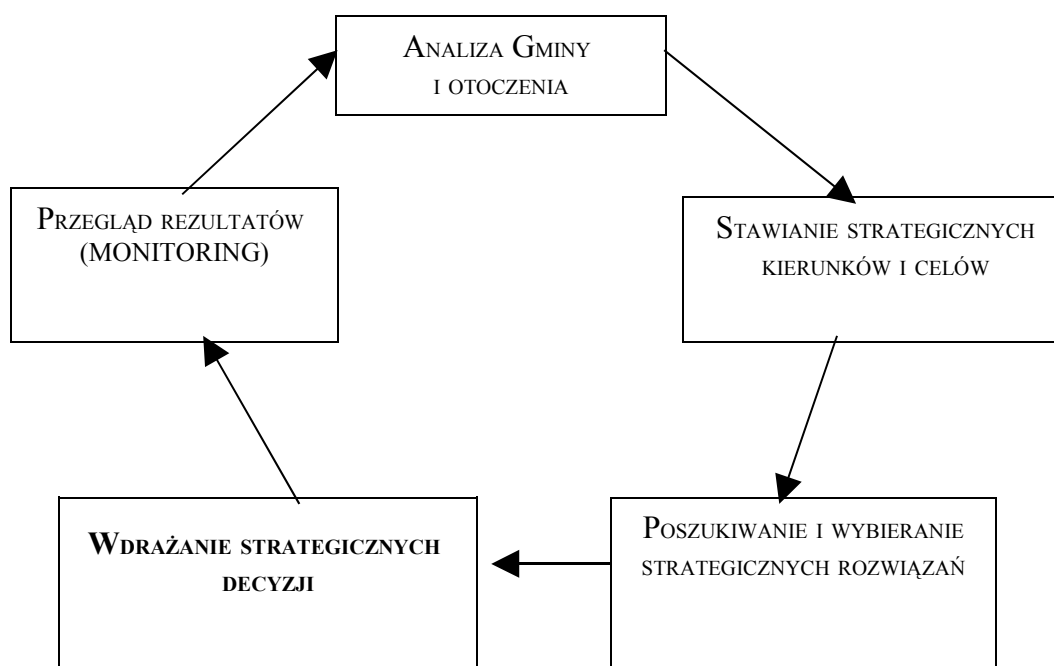 Analiza Gminy
i otoczenia
Przegląd rezultatów
(MONITORING)
Stawianie strategicznych
kierunków i celów
Wdrażanie strategicznych
decyzji
Poszukiwanie i wybieranie
strategicznych rozwiązań